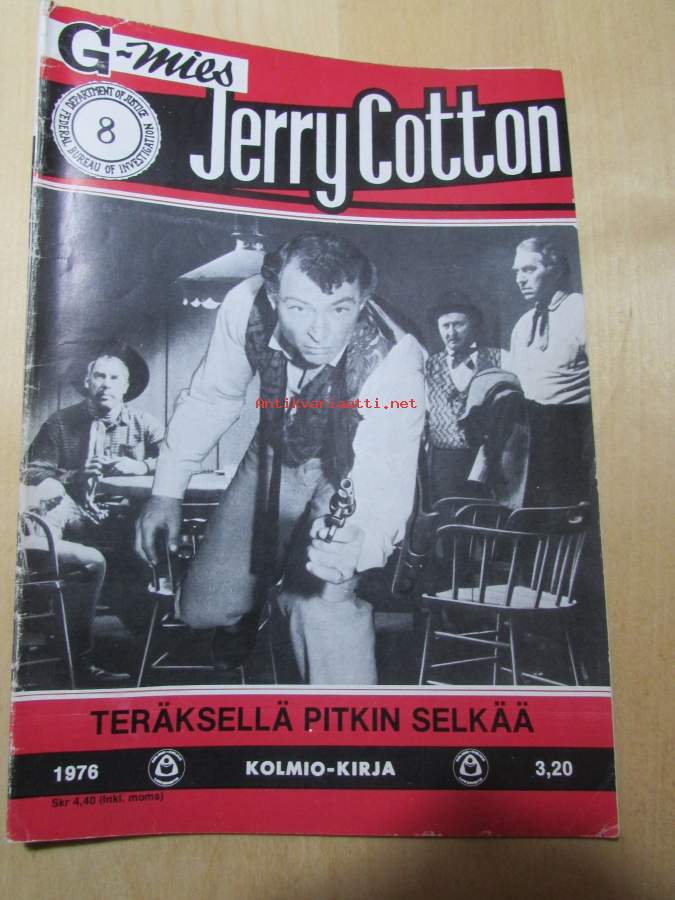 G-mies
DEPARTMENT OF JUSTICE
8
FEDERAL BUREAU OF INVESTIGATION
Jerry Cotton
Antikvariaatti.net
TERÄKSELLÄ PITKIN SELKÄÄ
1976
KOLMIO-KIRJA
3,20
Skr 4,40 (Inkl. moms)